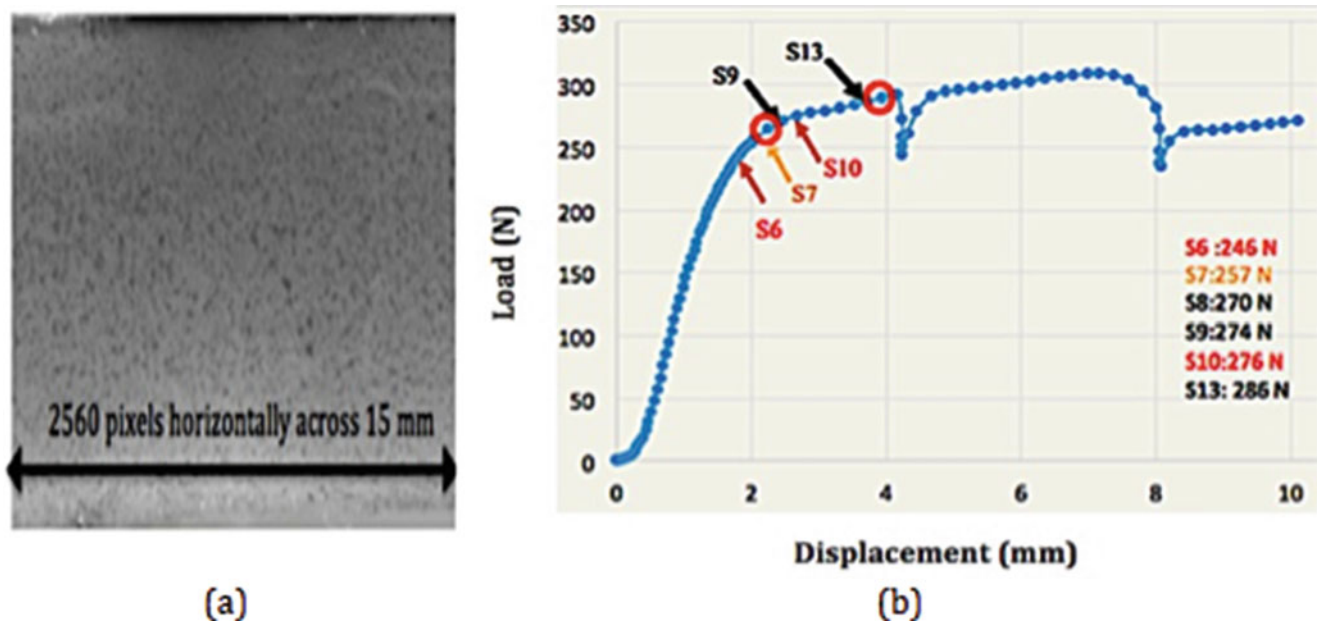 2560 pixels horizontally across 15 mm
(a)
350
300
250
200
150
100
50
0
0 2 4 6 8 10
Load (N)
Displacement (mm)
S13
S9
S10
S7
S6
S6 :246 N
S7:257 N
S8:270 N
S9:274 N
S10:276 N
S13: 286 N
(b)